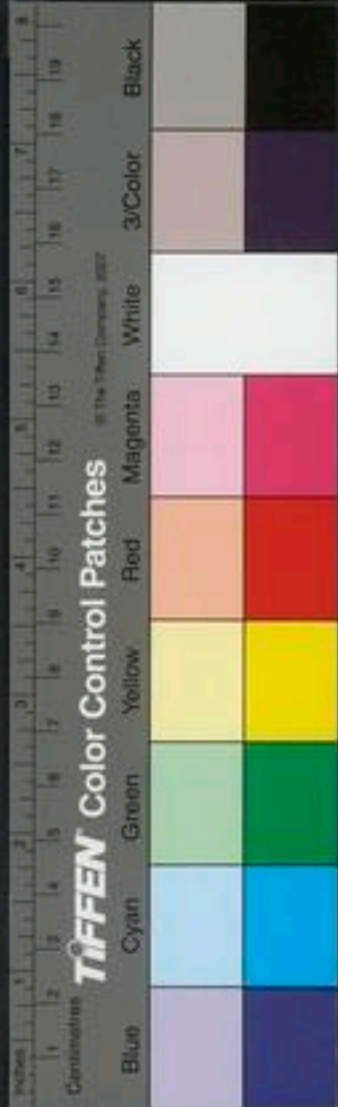 Inches 1 2 3 4 5 6 7 8
Centimetres 1 2 3 4 5 6 7 8 9 10 11 12 13 14 15 16 17 18 19
TIFFEN® Color Control Patches © The Tiffen Company, 2007
Blue Cyan Green Yellow Red Magenta White 3/Color Black